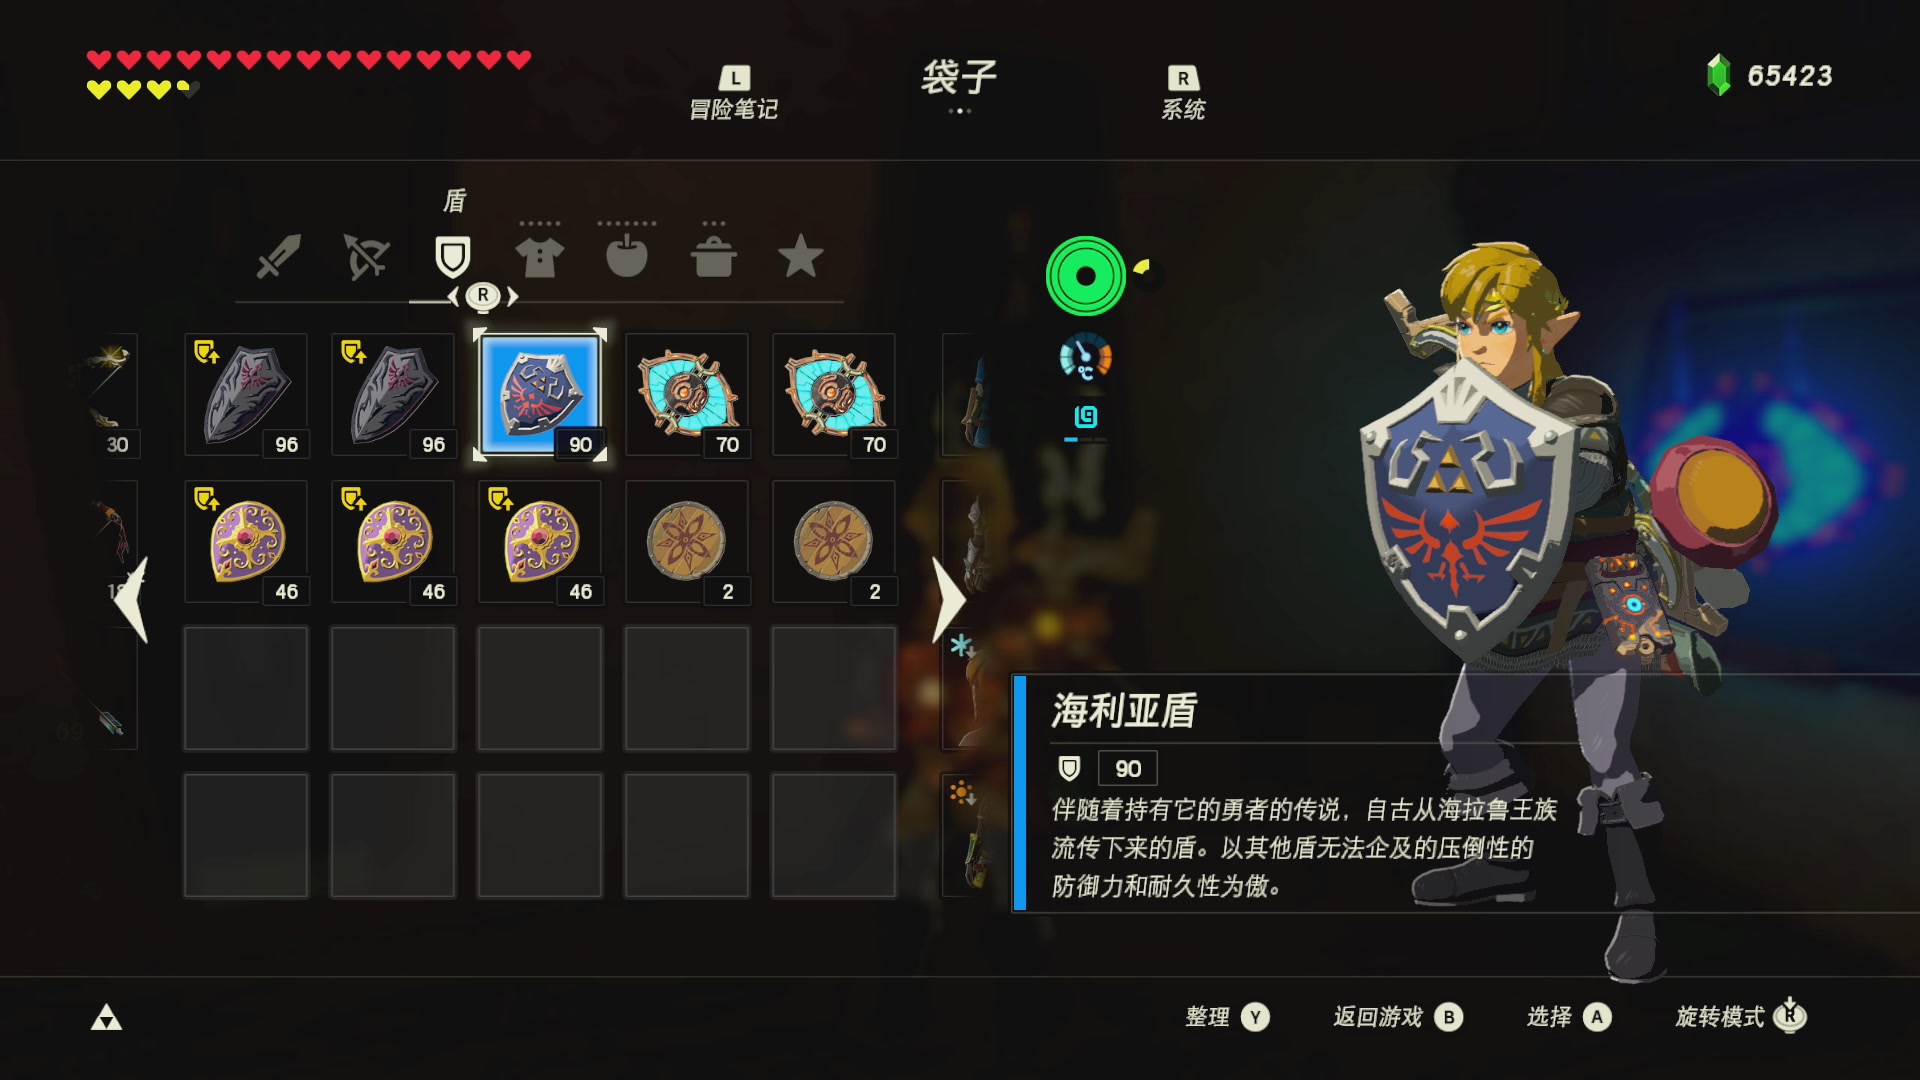 L
冒险笔记
袋子
R
系统
65423
盾
R
30
96
96
90
70
70
46
46
46
2
2
°C
海利亚盾
90
伴随着持有它的勇者的传说，自古从海拉鲁王族
流传下来的盾。以其他盾无法企及的压倒性的
防御力和耐久性为傲。
整理 Y
返回游戏 B
选择 A
旋转模式 R